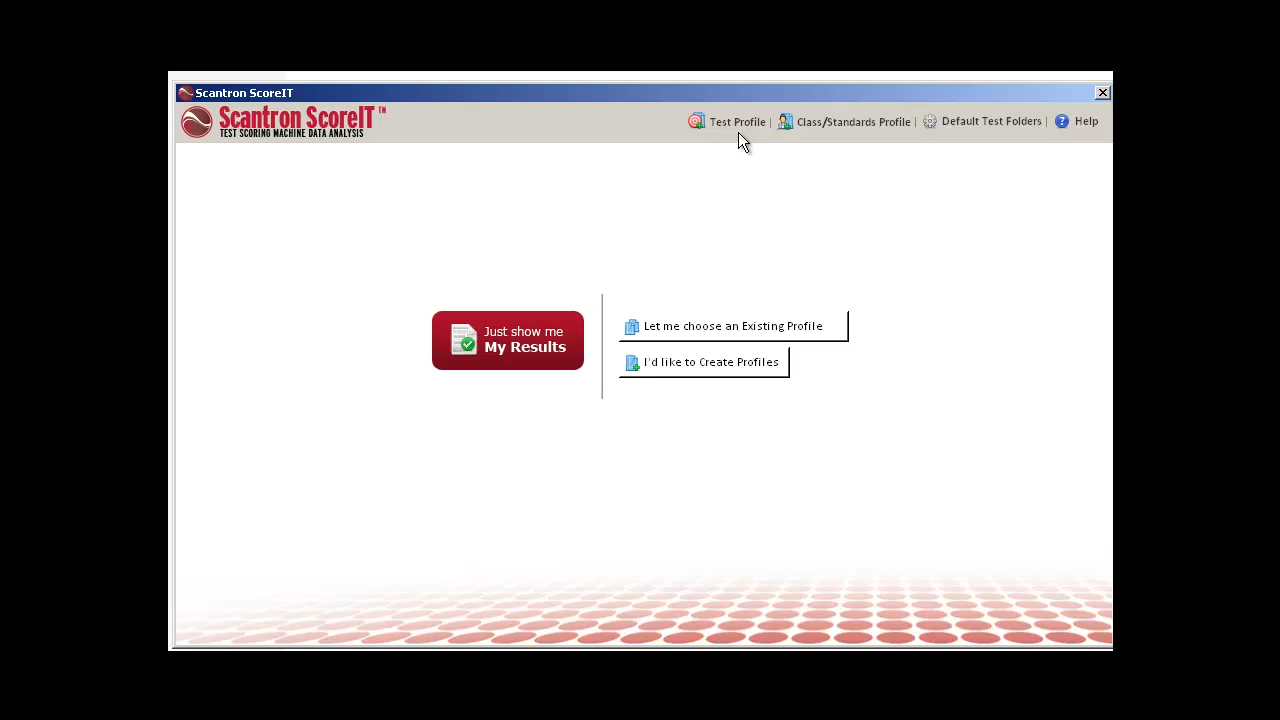 Scantron ScoreIT
Scantron ScoreIT™
TEST SCORING MACHINE DATA ANALYSIS
Test Profile | Class/Standards Profile | Default Test Folders | ? Help
Just show me
My Results
Let me choose an Existing Profile
I'd like to Create Profiles